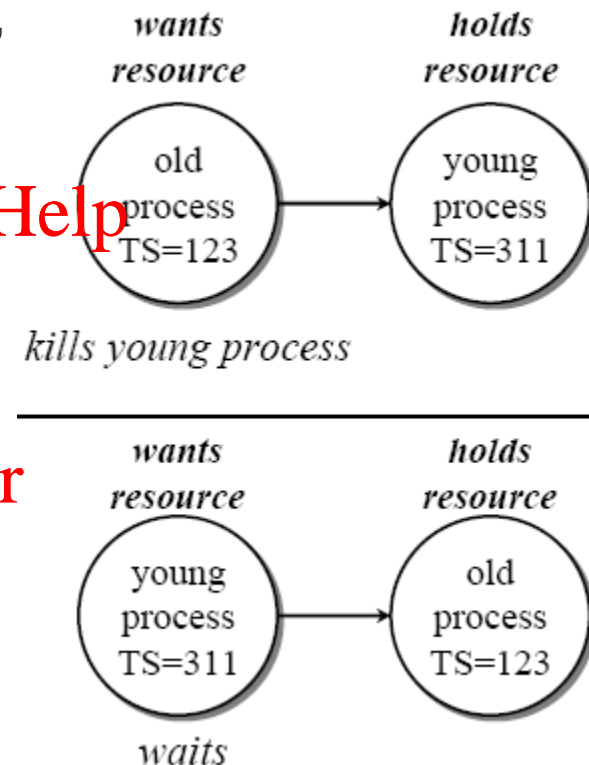 wants holds
resource resource
old young
process process
TS=123 TS=311
Help
kills young process
wants holds
resource resource
r
young old
process process
TS=311 TS=123
waits